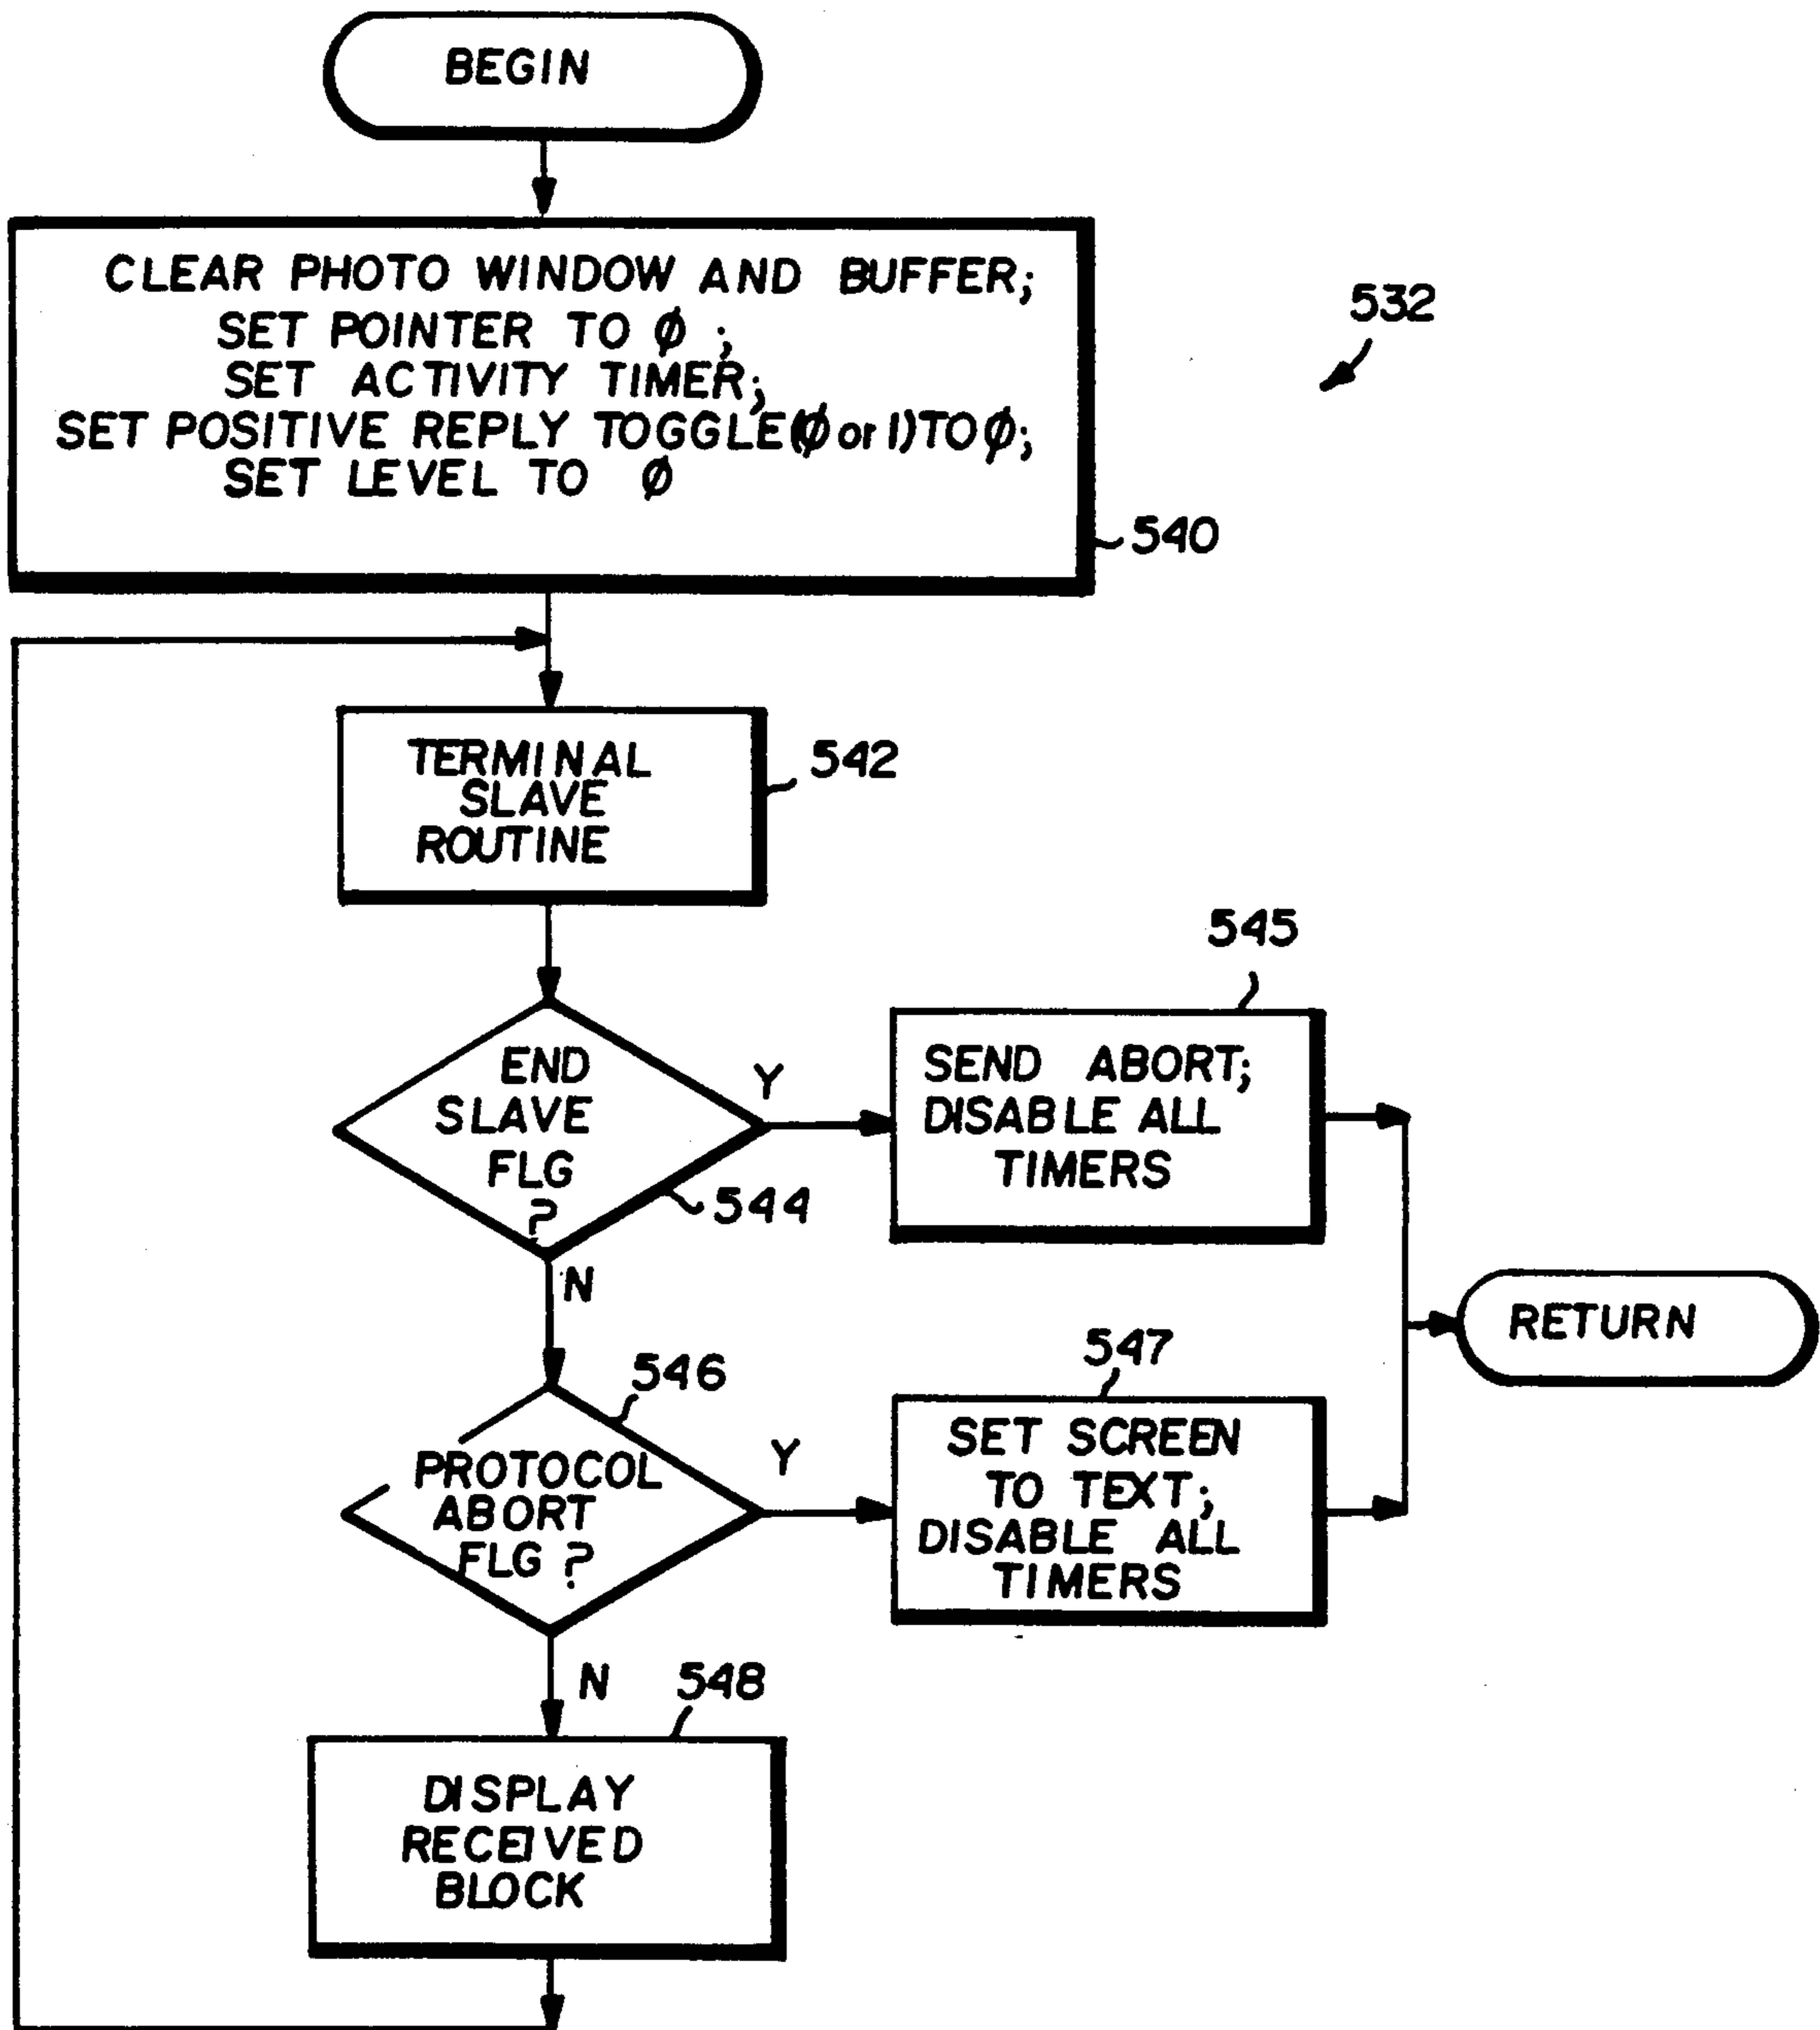 BEGIN
CLEAR PHOTO WINDOW AND BUFFER;
SET POINTER TO ∅ ;
SET ACTIVITY TIMER;
SET POSITIVE REPLY TOGGLE(∅ or 1) TO ∅;
SET LEVEL TO ∅
532
540
TERMINAL
SLAVE
ROUTINE
542
END
SLAVE
FLG
?
Y
544
N
545
SEND ABORT;
DISABLE ALL
TIMERS
RETURN
546
PROTOCOL
ABORT
FLG ?
Y
N
547
SET SCREEN
TO TEXT;
DISABLE ALL
TIMERS
548
DISPLAY
RECEIVED
BLOCK